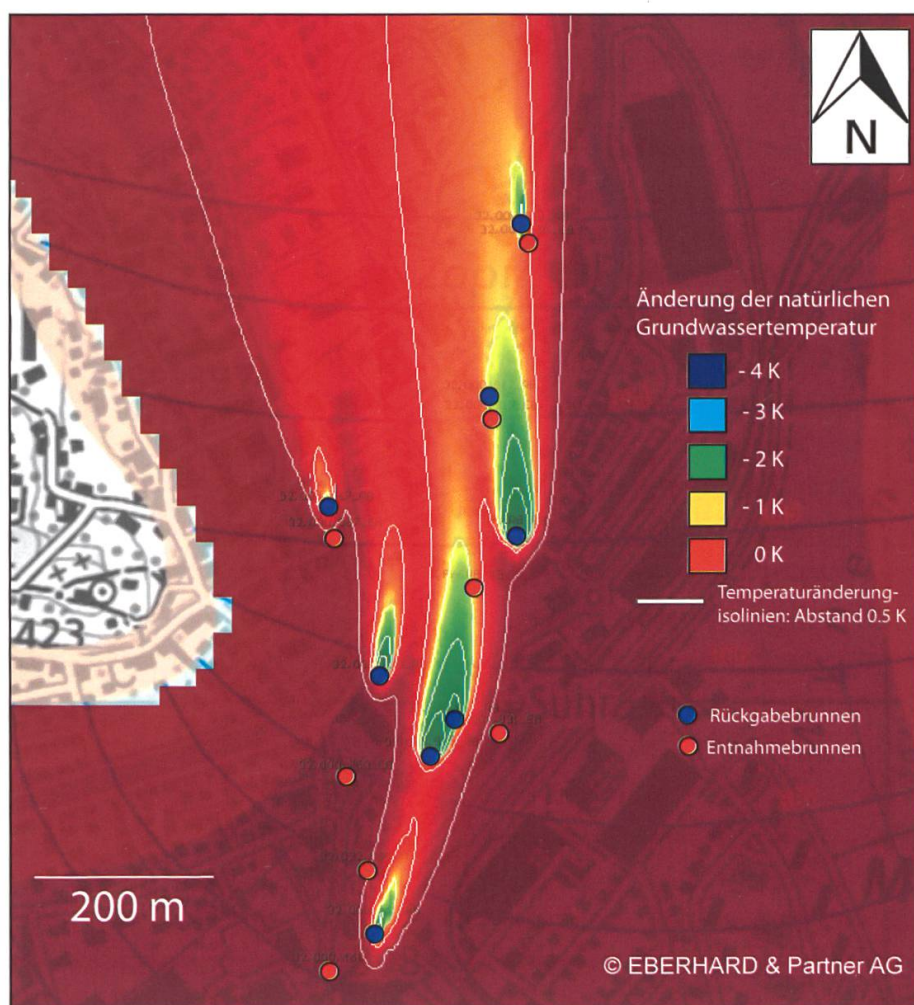 N
Änderung der natürlichen
Grundwassertemperatur
- 4 K
- 3 K
- 2 K
- 1 K
0 K
Temperaturänderung-
isolinien: Abstand 0.5 K
423
Rückgabebrunnen
Entnahmebrunnen
200 m
© EBERHARD & Partner AG